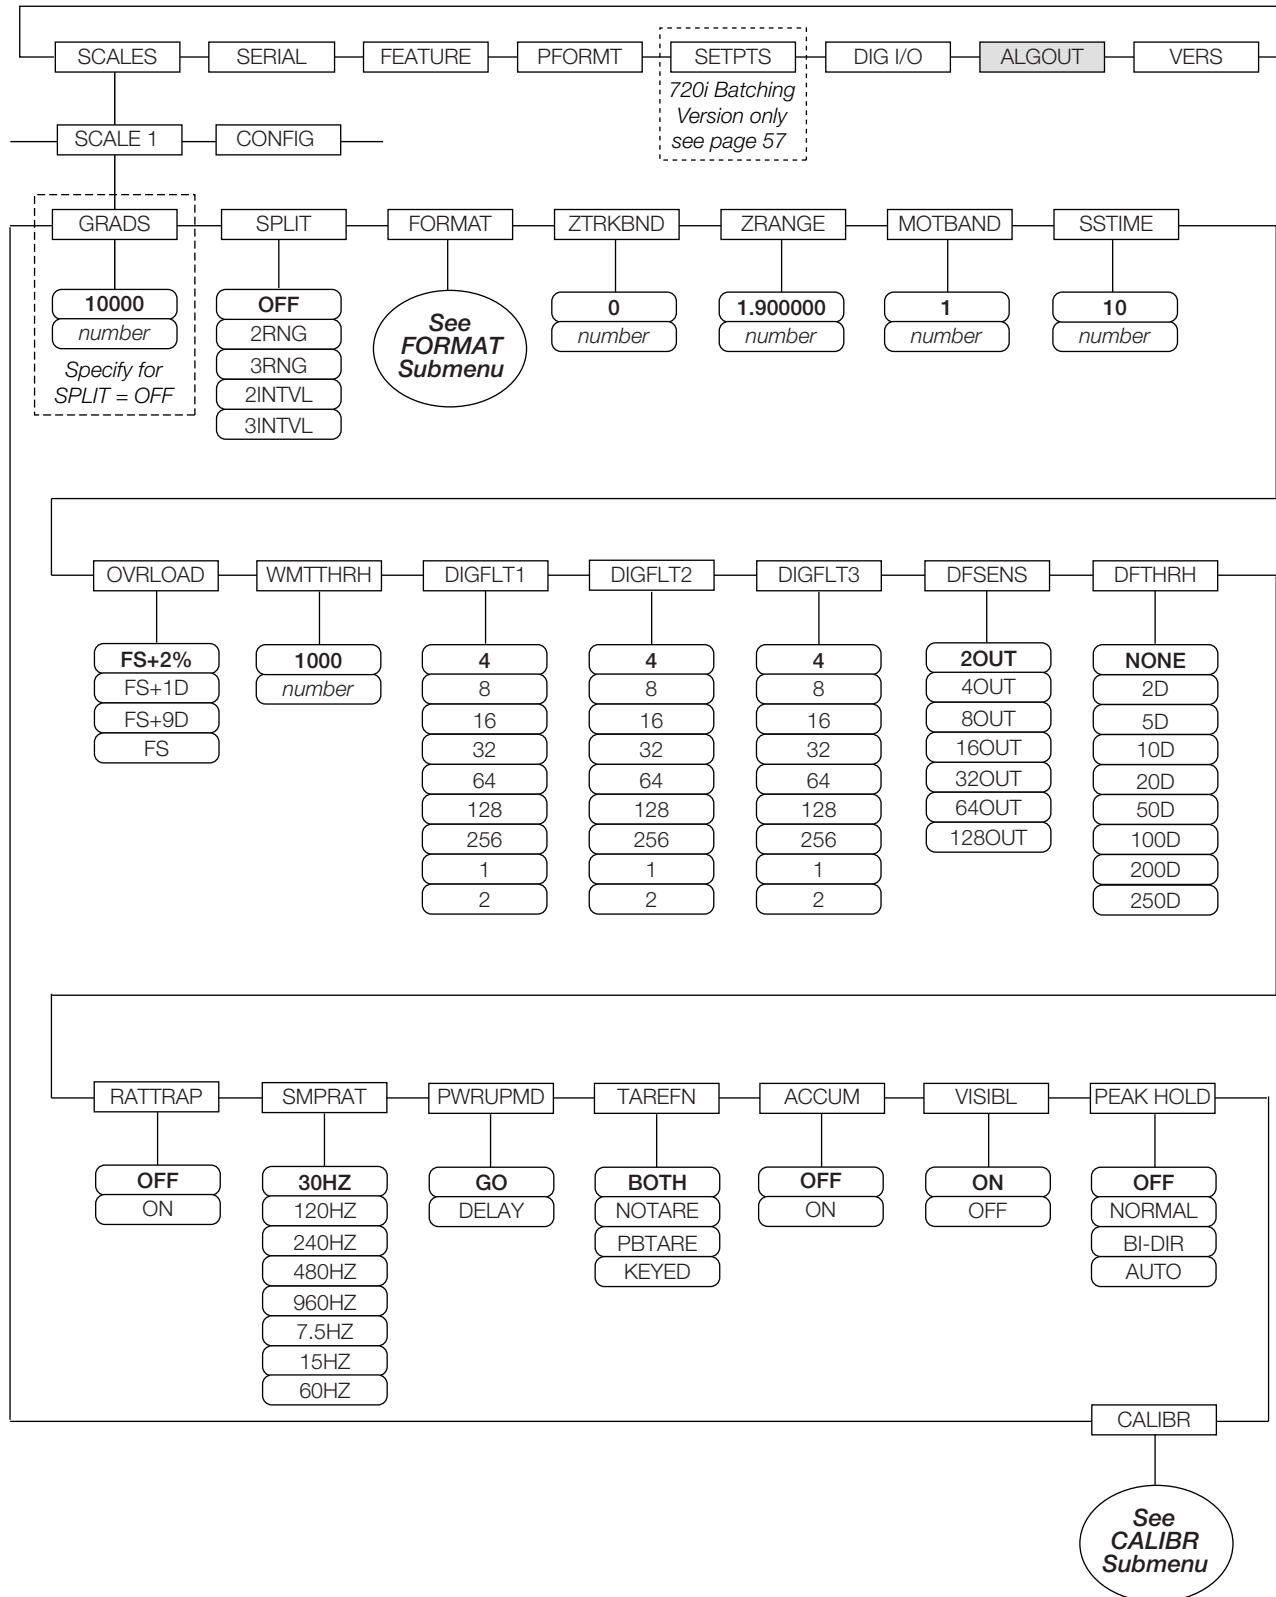 SCALES SERIAL FEATURE PFORMT SETPTS DIG I/O ALGOUT VERS
720i Batching
Version only
see page 57
SCALE 1 CONFIG
GRADS SPLIT FORMAT ZTRKBND ZRANGE MOTBAND SSTIME
10000
number
Specify for
SPLIT = OFF
OFF
2RNG
3RNG
2INTVL
3INTVL
See
FORMAT
Submenu
0
number
1.900000
number
1
number
10
number
OVRLOAD WMTTHRH DIGFLT1 DIGFLT2 DIGFLT3 DFSENS DFTHRH
FS+2%
FS+1D
FS+9D
FS
1000
number
4
8
16
32
64
128
256
1
2
4
8
16
32
64
128
256
1
2
4
8
16
32
64
128
256
1
2
2OUT
4OUT
8OUT
16OUT
32OUT
64OUT
128OUT
NONE
2D
5D
10D
20D
50D
100D
200D
250D
RATTRAP SMPRAT PWRUPMD TAREFN ACCUM VISIBL PEAK HOLD
OFF
ON
30HZ
120HZ
240HZ
480HZ
960HZ
7.5HZ
15HZ
60HZ
GO
DELAY
BOTH
NOTARE
PBTARE
KEYED
OFF
ON
ON
OFF
OFF
NORMAL
BI-DIR
AUTO
CALIBR
See
CALIBR
Submenu